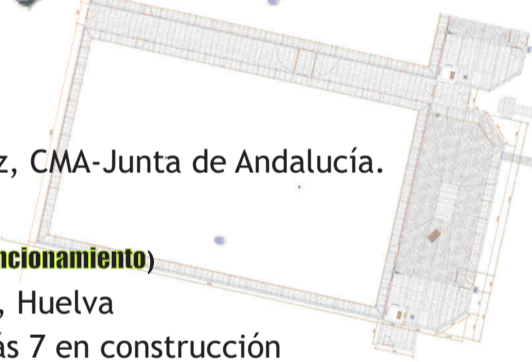 z, CMA-Junta de Andalucía.
ncionamiento)
, Huelva
ás 7 en construcción